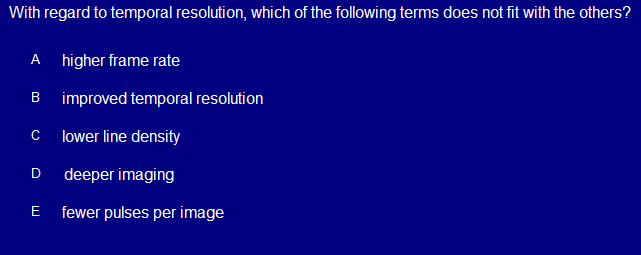 With regard to temporal resolution, which of the following terms does not fit with the others?
A higher frame rate
B improved temporal resolution
C lower line density
D deeper imaging
E fewer pulses per image